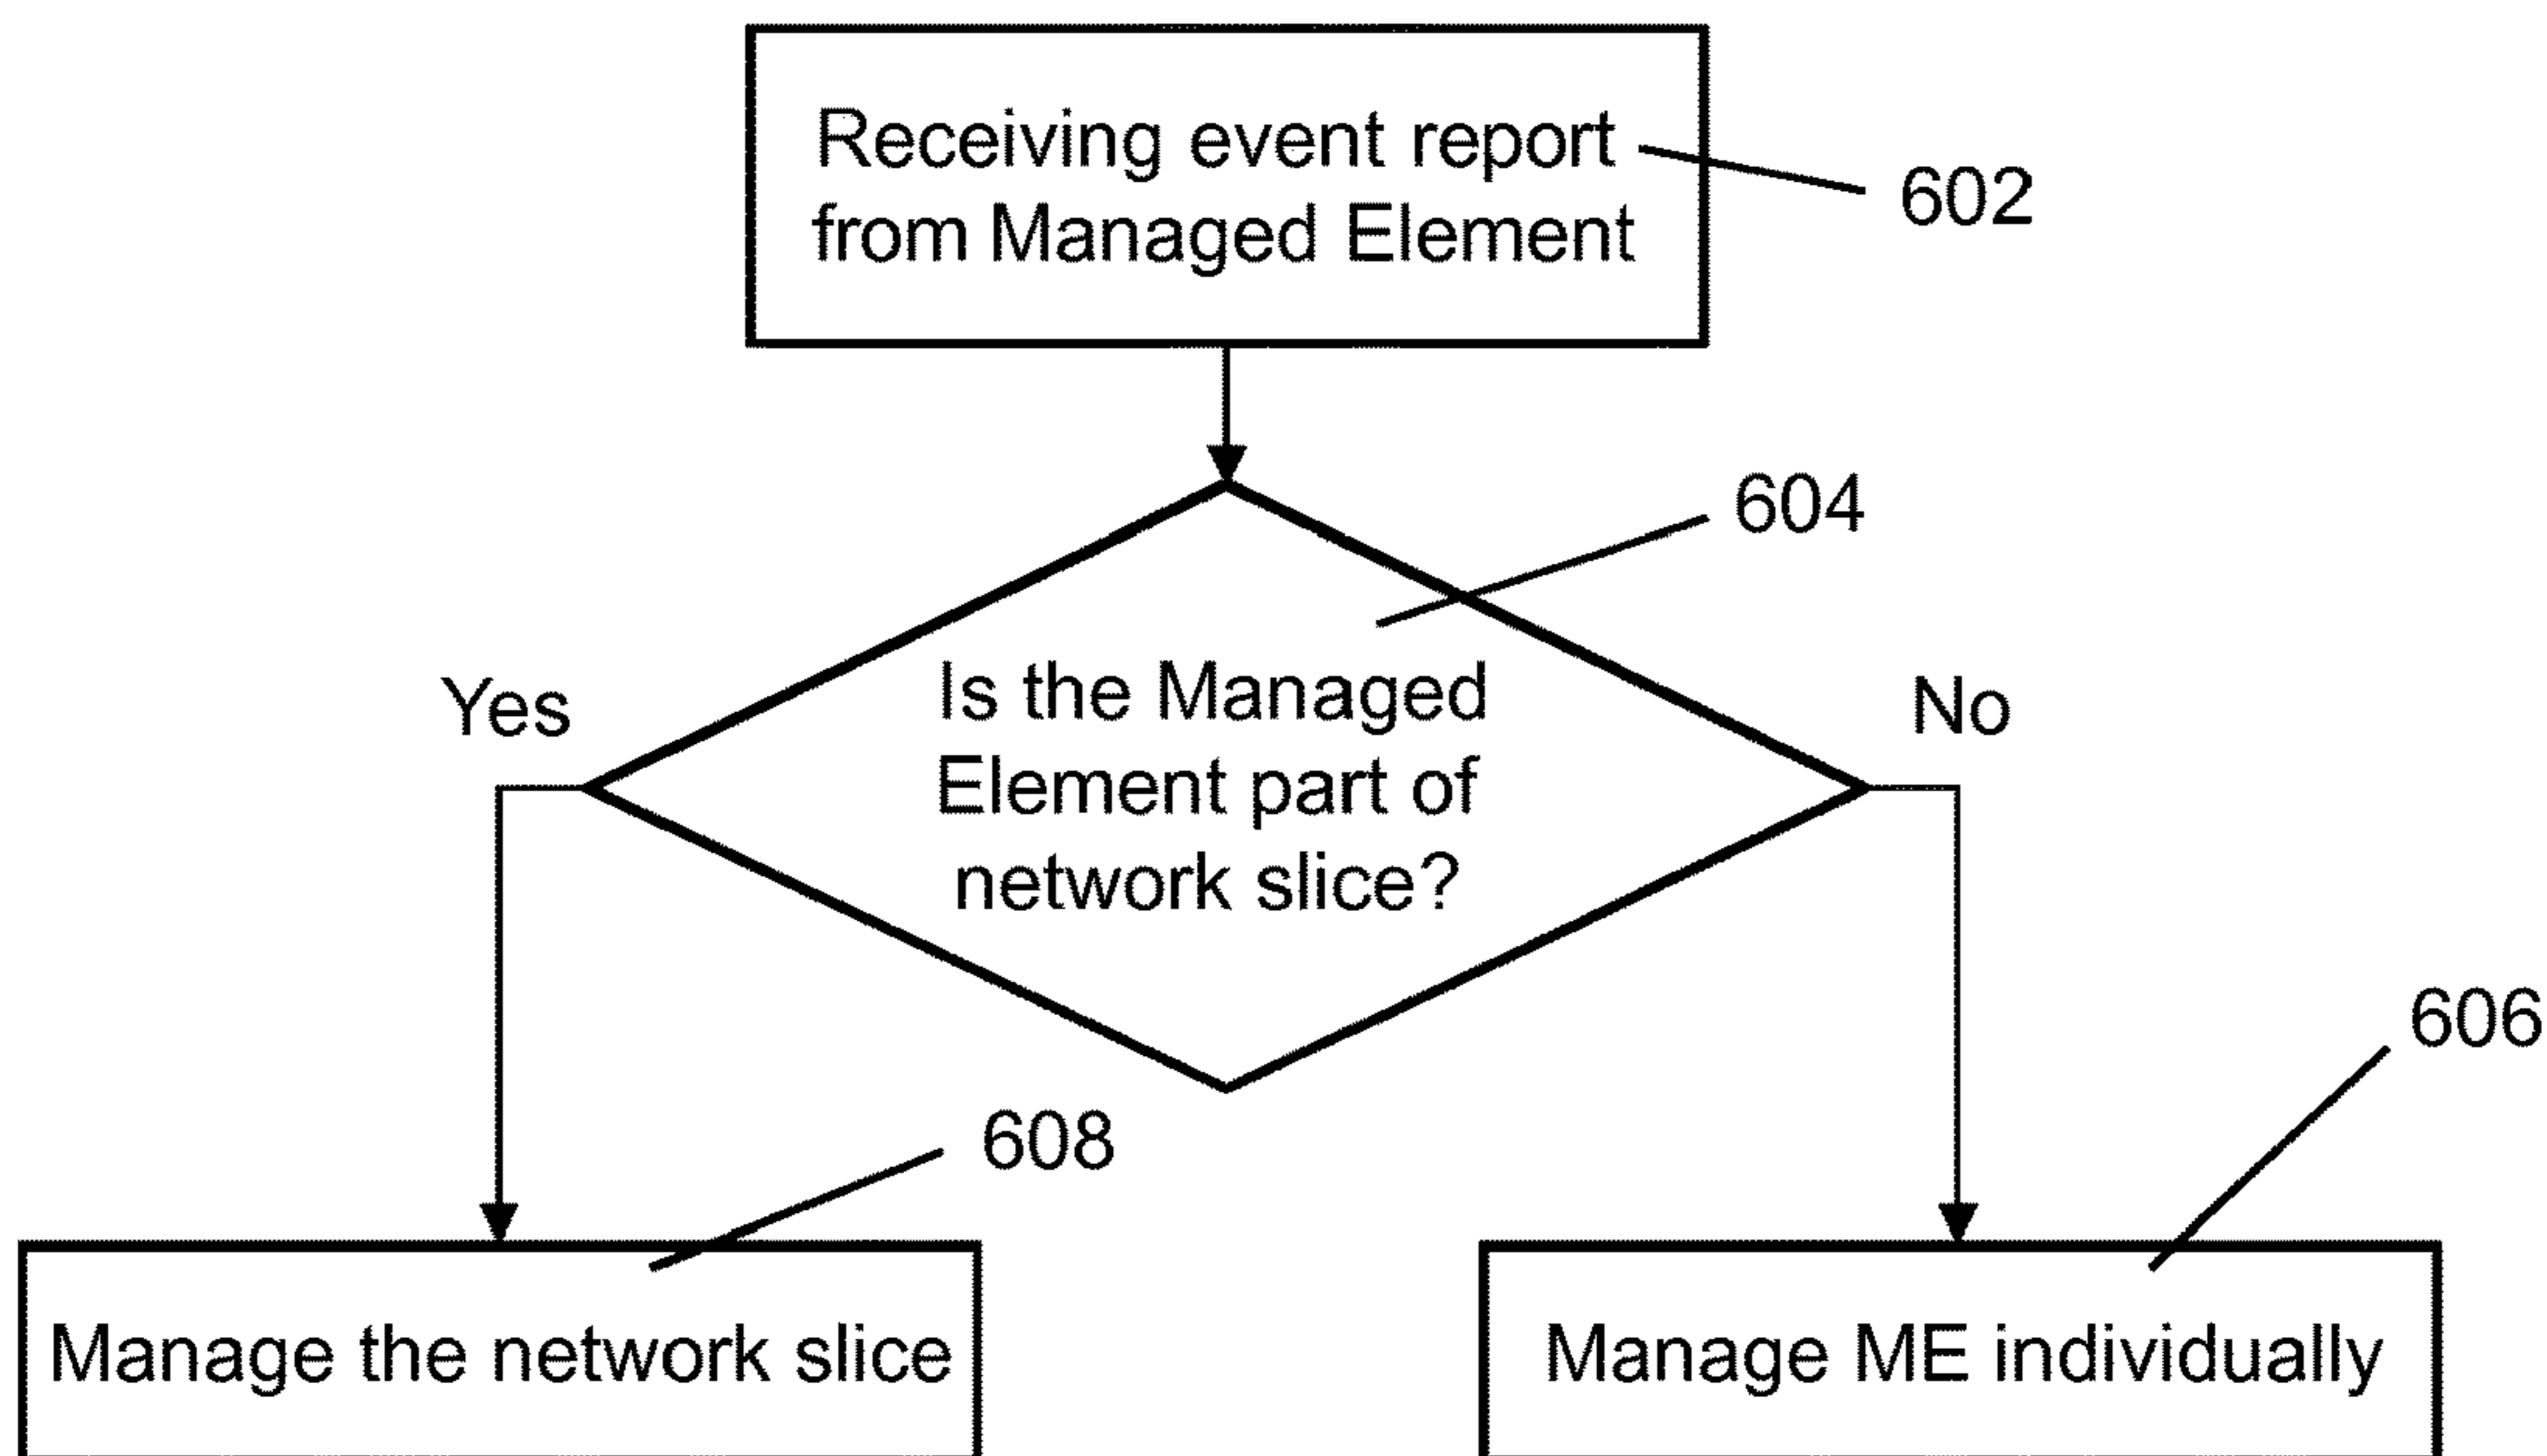 Receiving event report
from Managed Element
602
604
Yes
Is the Managed
Element part of
network slice?
No
606
608
Manage the network slice
Manage ME individually